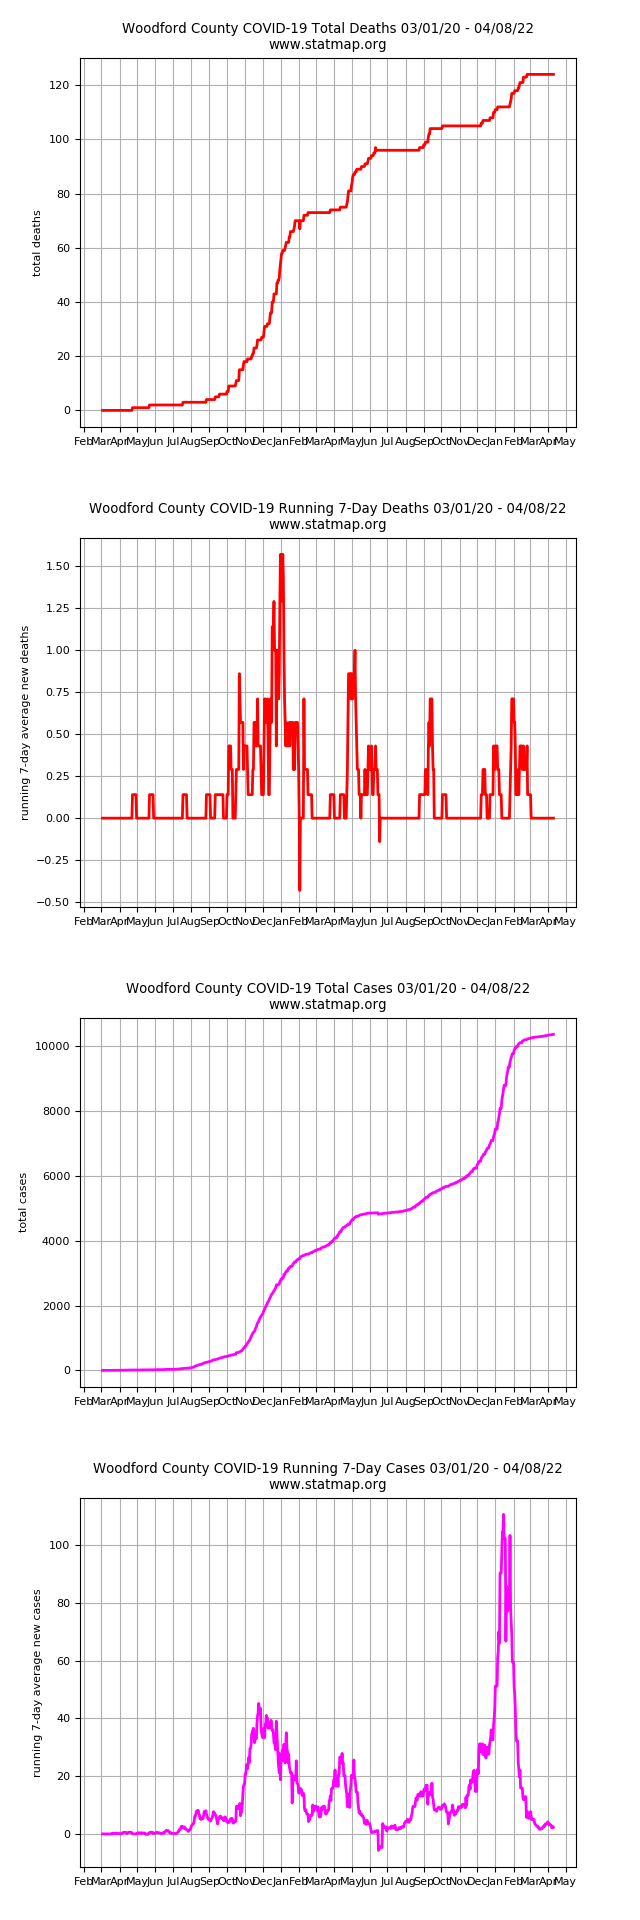 Woodford County COVID-19 Total Deaths 03/01/20 - 04/08/22
www.statmap.org
120
100
80
60
40
20
0
total deaths
Feb Mar Apr May Jun Jul Aug Sep Oct Nov Dec Jan Feb Mar Apr May Jun Jul Aug Sep Oct Nov Dec Jan Feb Mar Apr May
Woodford County COVID-19 Running 7-Day Deaths 03/01/20 - 04/08/22
www.statmap.org
1.50
1.25
1.00
0.75
0.50
0.25
0.00
−0.25
−0.50
running 7-day average new deaths
Feb Mar Apr May Jun Jul Aug Sep Oct Nov Dec Jan Feb Mar Apr May Jun Jul Aug Sep Oct Nov Dec Jan Feb Mar Apr May
Woodford County COVID-19 Total Cases 03/01/20 - 04/08/22
www.statmap.org
10000
8000
6000
4000
2000
0
total cases
Feb Mar Apr May Jun Jul Aug Sep Oct Nov Dec Jan Feb Mar Apr May Jun Jul Aug Sep Oct Nov Dec Jan Feb Mar Apr May
Woodford County COVID-19 Running 7-Day Cases 03/01/20 - 04/08/22
www.statmap.org
100
80
60
40
20
0
running 7-day average new cases
Feb Mar Apr May Jun Jul Aug Sep Oct Nov Dec Jan Feb Mar Apr May Jun Jul Aug Sep Oct Nov Dec Jan Feb Mar Apr May